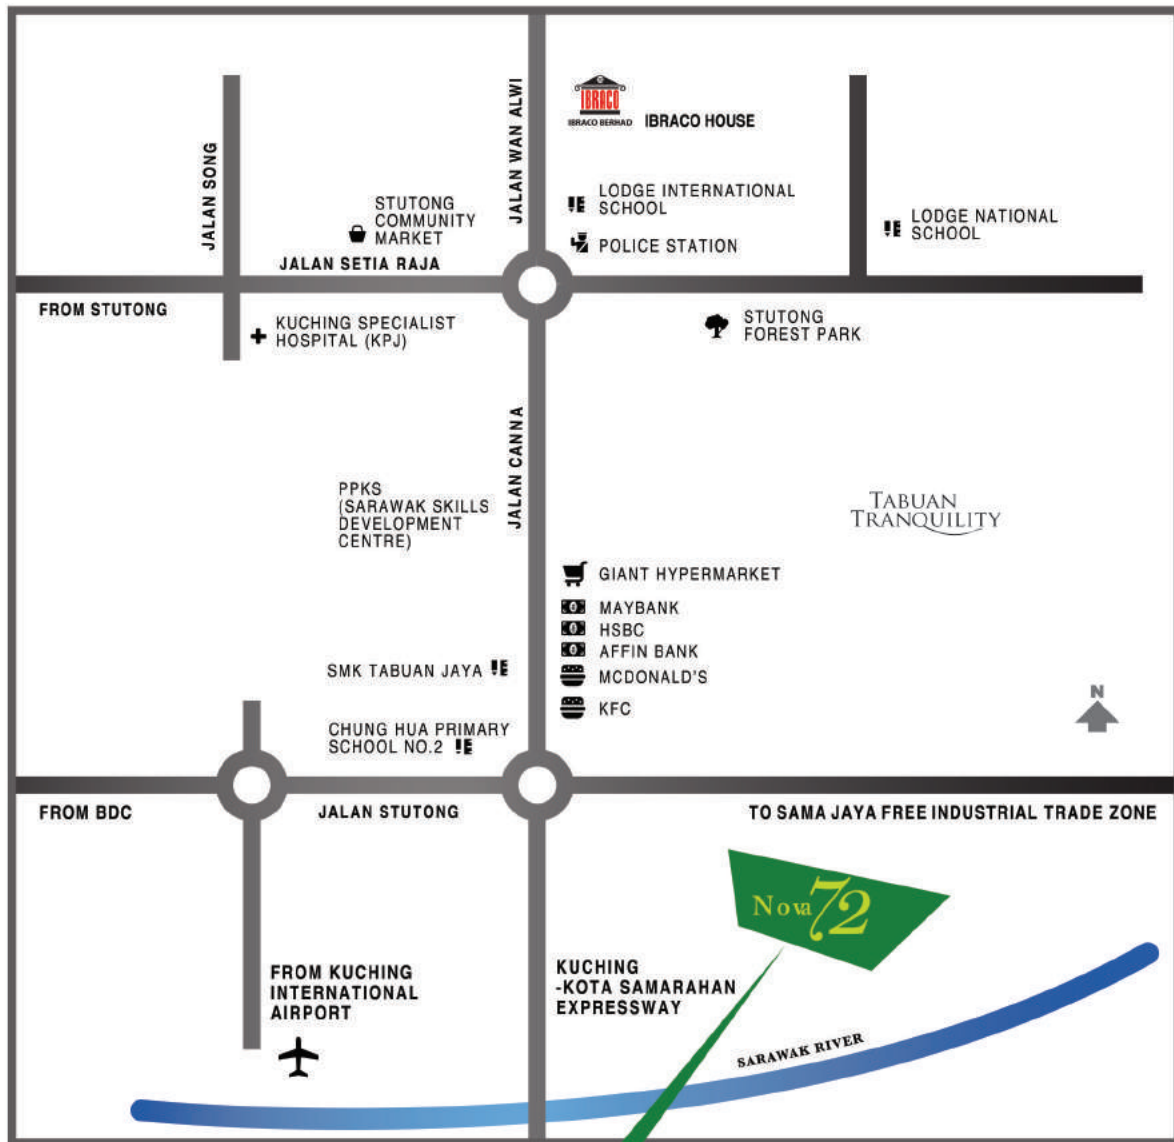 JALAN SONG
JALAN WAN ALWI
IBRACO
IBRACO BERHAD
IBRACO HOUSE
STUTONG
COMMUNITY
MARKET
LODGE INTERNATIONAL
SCHOOL
POLICE STATION
LODGE NATIONAL
SCHOOL
JALAN SETIA RAJA
FROM STUTONG
KUCHING SPECIALIST
HOSPITAL (KPJ)
STUTONG
FOREST PARK
JALAN CANNA
PPKS
(SARAWAK SKILLS
DEVELOPMENT
CENTRE)
TABUAN
TRANQUILITY
GIANT HYPERMARKET
MAYBANK
HSBC
AFFIN BANK
MCDONALD'S
KFC
SMK TABUAN JAYA
CHUNG HUA PRIMARY
SCHOOL NO.2
N
FROM BDC
JALAN STUTONG
TO SAMA JAYA FREE INDUSTRIAL TRADE ZONE
Nova 72
FROM KUCHING
INTERNATIONAL
AIRPORT
KUCHING
-KOTA SAMARAHAN
EXPRESSWAY
SARAWAK RIVER